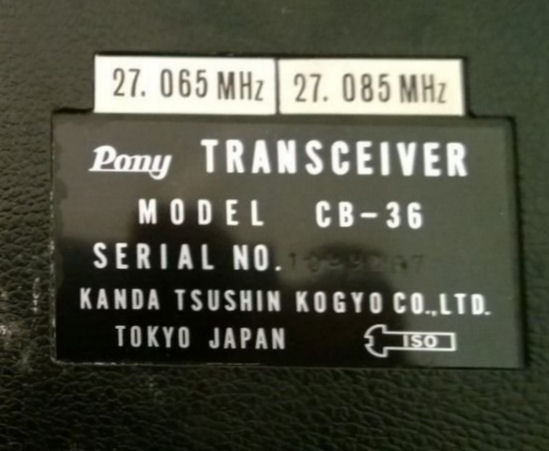 27. 065 MHz 27. 085 MHz
Pony TRANSCEIVER
MODEL CB-36
SERIAL NO.
KANDA TSUSHIN KOGYO CO.,LTD.
TOKYO JAPAN ISO